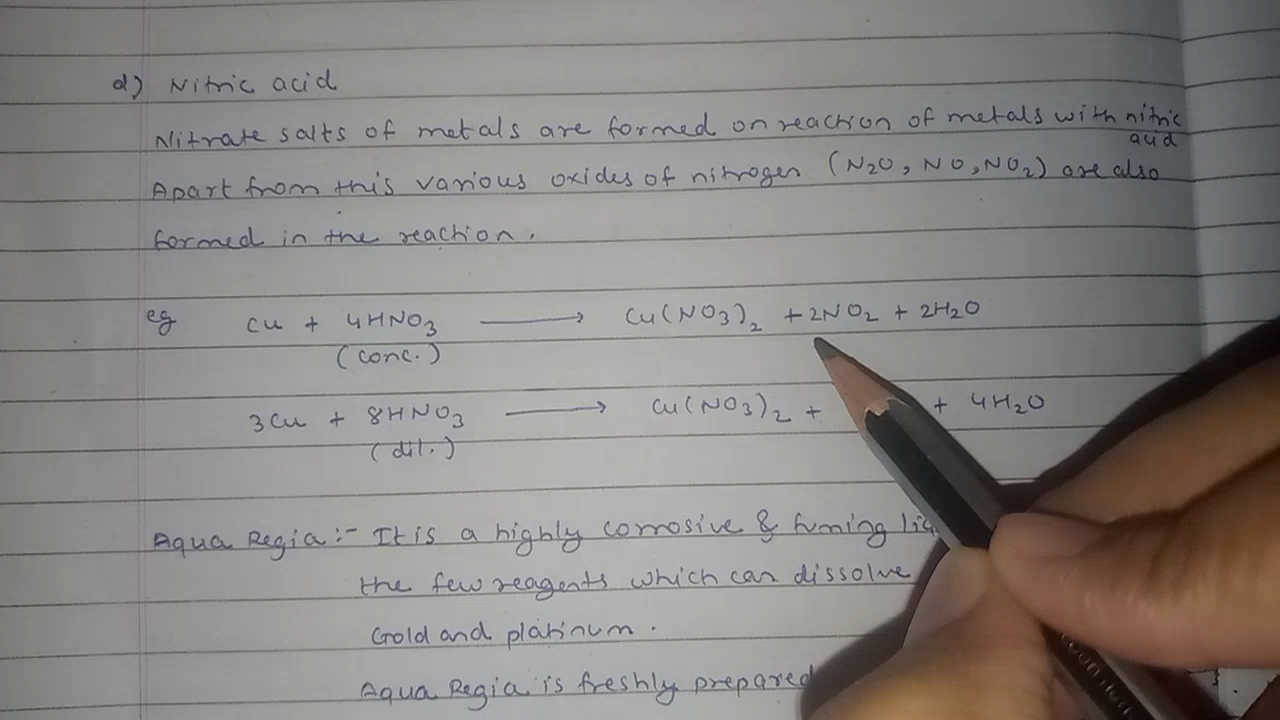 d) Nitric acid
Nitrate salts of metals are formed on reaction of metals with nitric
acid
Apart from this various oxides of nitrogen (N2O, NO, NO2) are also
formed in the reaction.
eg Cu + 4HNO3 ⟶ Cu(NO3)2 + 2NO2 + 2H2O
(conc.)
3Cu + 8HNO3 ⟶ Cu(NO3)2 + + 4H2O
(dil.)
Aqua Regia :- It is a highly corrosive & fuming
the few reagents which can dissolve
Gold and platinum.
Aqua Regia is freshly prepared